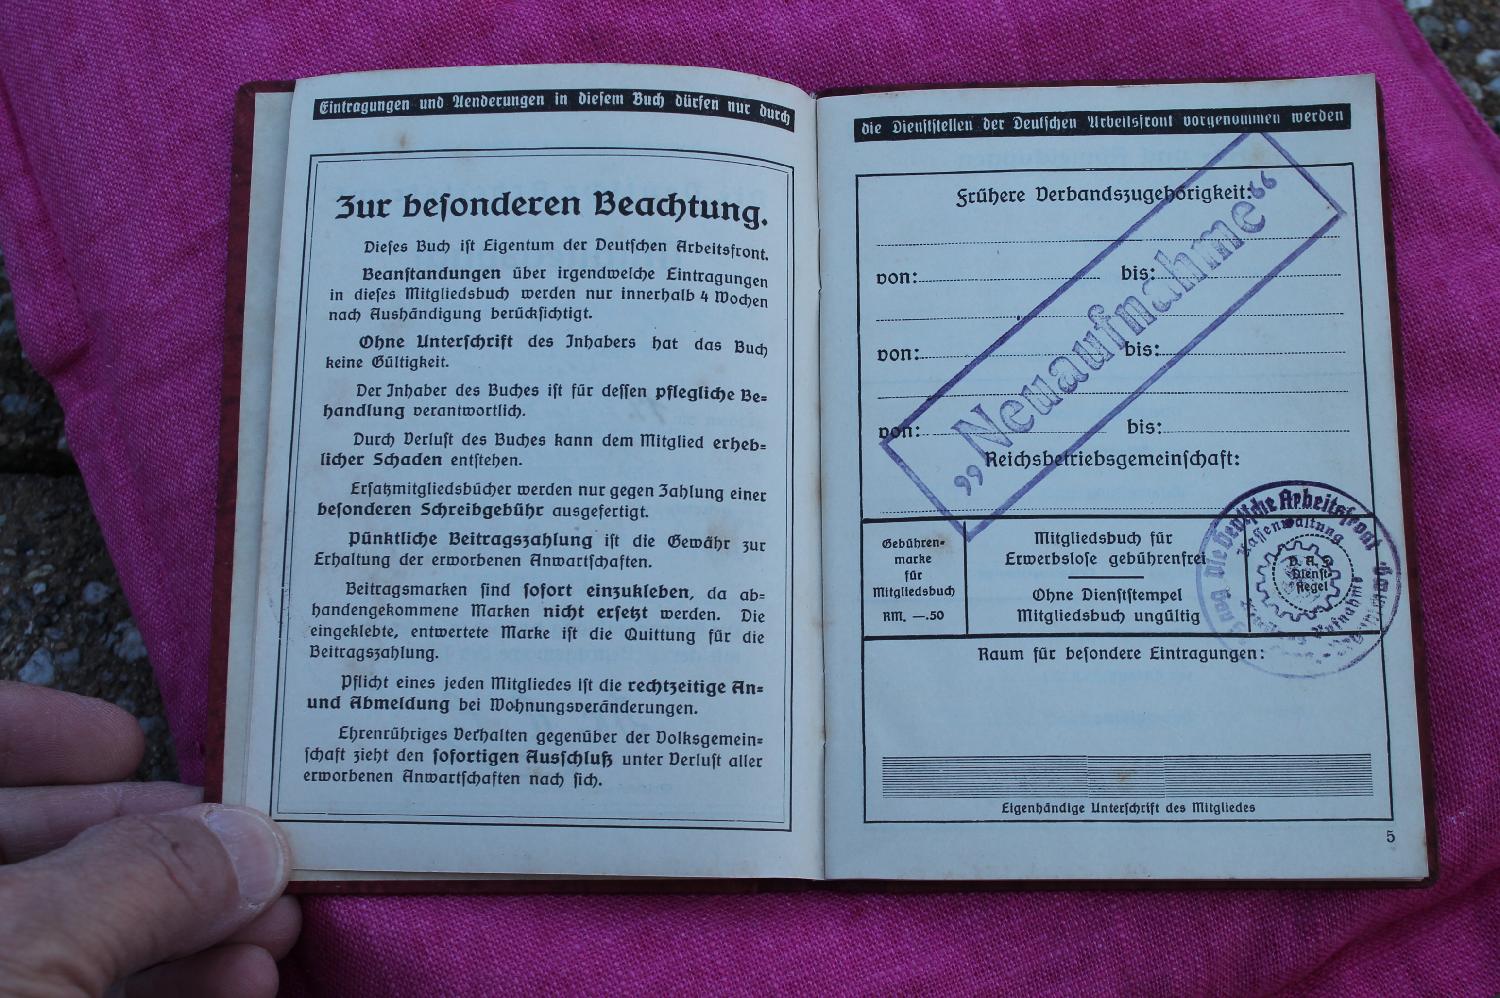 Eintragungen und Aenderungen in diesem Buch dürfen nur durch
Zur besonderen Beachtung.
Dieses Buch ist Eigentum der Deutschen Arbeitsfront.
Beanstandungen über irgendwelche Eintragungen
in dieses Mitgliedsbuch werden nur innerhalb 4 Wochen
nach Aushändigung berücksichtigt.
Ohne Unterschrift des Inhabers hat das Buch
keine Gültigkeit.
Der Inhaber des Buches ist für dessen pflegliche Be-
handlung verantwortlich.
Durch Verlust des Buches kann dem Mitglied erheb-
licher Schaden entstehen.
Ersatzmitgliedsbücher werden nur gegen Zahlung einer
besonderen Schreibgebühr ausgefertigt.
Pünktliche Beitragszahlung ist die Gewähr zur
Erhaltung der erworbenen Anwartschaften.
Beitragsmarken sind sofort einzukleben, da ab-
handengekommene Marken nicht ersetzt werden. Die
eingeklebte, entwertete Marke ist die Quittung für die
Beitragszahlung.
Pflicht eines jeden Mitgliedes ist die rechtzeitige An-
und Abmeldung bei Wohnungsveränderungen.
Ehrenrühriges Verhalten gegenüber der Volksgemein-
schaft zieht den sofortigen Ausschluß unter Verlust aller
erworbenen Anwartschaften nach sich.
die Dienststellen der Deutschen Arbeitsfront vorgenommen werden
Frühere Verbandszugehörigkeit:
von: bis:
von: bis:
von: bis:
„Neuaufnahme“
Reichsbetriebsgemeinschaft:
Gebühren-
marke
für
Mitgliedsbuch
RM. —.50
Mitgliedsbuch für
Erwerbslose gebührenfrei
Ohne Dienststempel
Mitgliedsbuch ungültig
Die Deutsche Arbeitsfront
Kassenwaltung
D. A. F.
Dienst-
siegel
Raum für besondere Eintragungen:
Eigenhändige Unterschrift des Mitgliedes
5